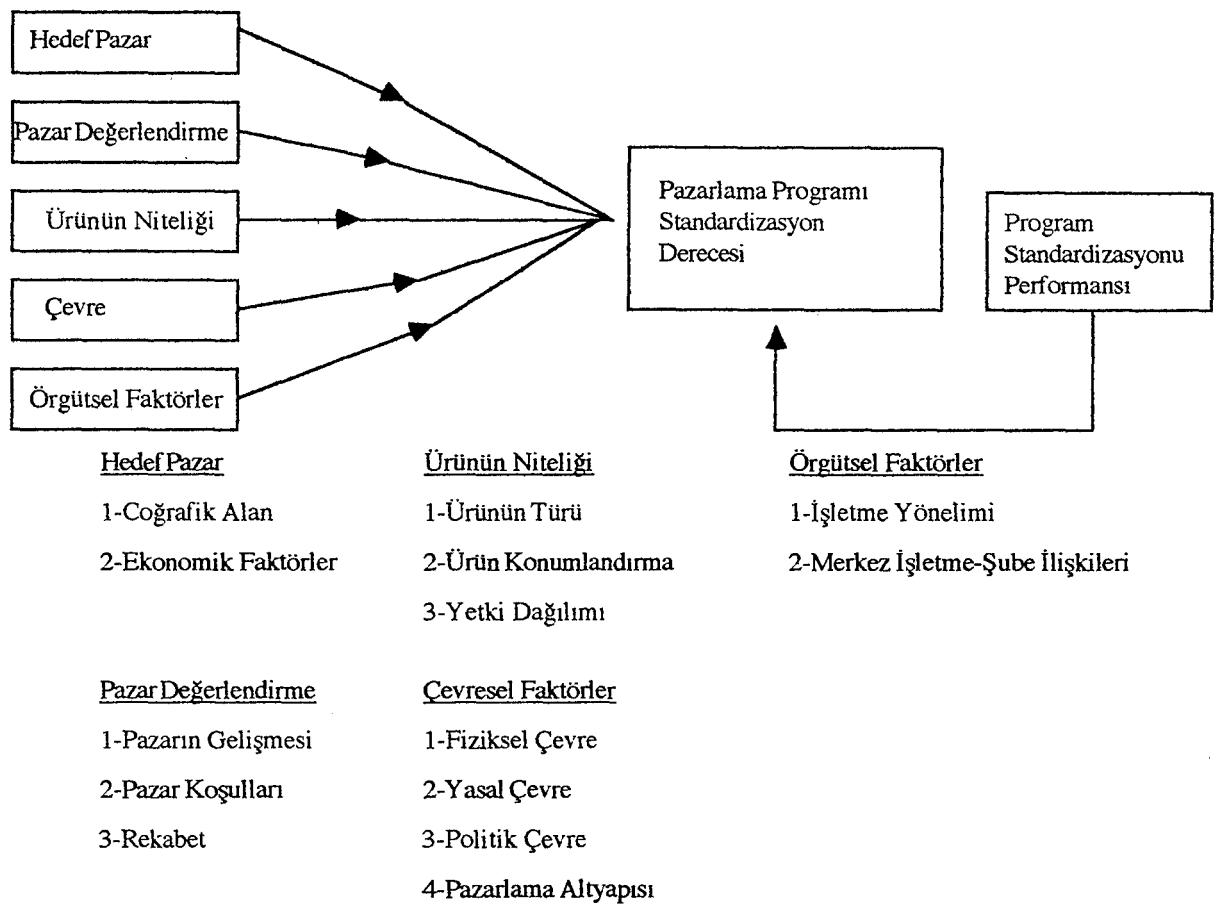 Hedef Pazar
Pazar Değerlendirme
Ürünün Niteliği
Çevre
Örgütsel Faktörler
Pazarlama Programı
Standardizasyon
Derecesi
Program
Standardizasyonu
Performansı
Hedef Pazar
1-Coğrafik Alan
2-Ekonomik Faktörler
Ürünün Niteliği
1-Ürünün Türü
2-Ürün Konumlandırma
3-Yetki Dağılımı
Örgütsel Faktörler
1-İşletme Yönelimi
2-Merkez İşletme-Şube İlişkileri
Pazar Değerlendirme
1-Pazarın Gelişmesi
2-Pazar Koşulları
3-Rekabet
Çevresel Faktörler
1-Fiziksel Çevre
2-Yasal Çevre
3-Politik Çevre
4-Pazarlama Altyapısı